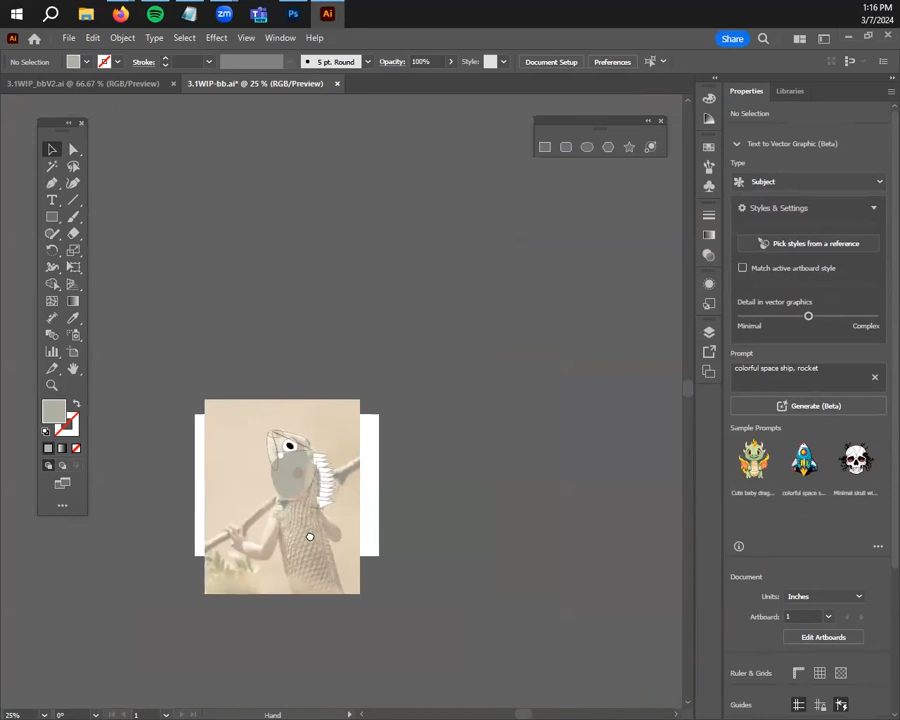 1:16 PM
3/7/2024
File Edit Object Type Select Effect View Window Help
Share
No Selection
Stroke:
5 pt. Round
Opacity: 100%
Style:
Document Setup
Preferences
3.1WIP_bbV2.ai @ 66.67 % (RGB/Preview)
3.1WIP-bb.ai* @ 25 % (RGB/Preview)
Properties
Libraries
No Selection
Text to Vector Graphic (Beta)
Type
Subject
Styles & Settings
Pick styles from a reference
Match active artboard style
Detail in vector graphics
Minimal
Complex
Prompt
colorful space ship, rocket
Generate (Beta)
Sample Prompts
Cute baby drag...
colorful space s...
Minimal skull wi...
Document
Units:
Inches
Artboard:
1
Edit Artboards
Ruler & Grids
Guides
25%
0°
1
Hand